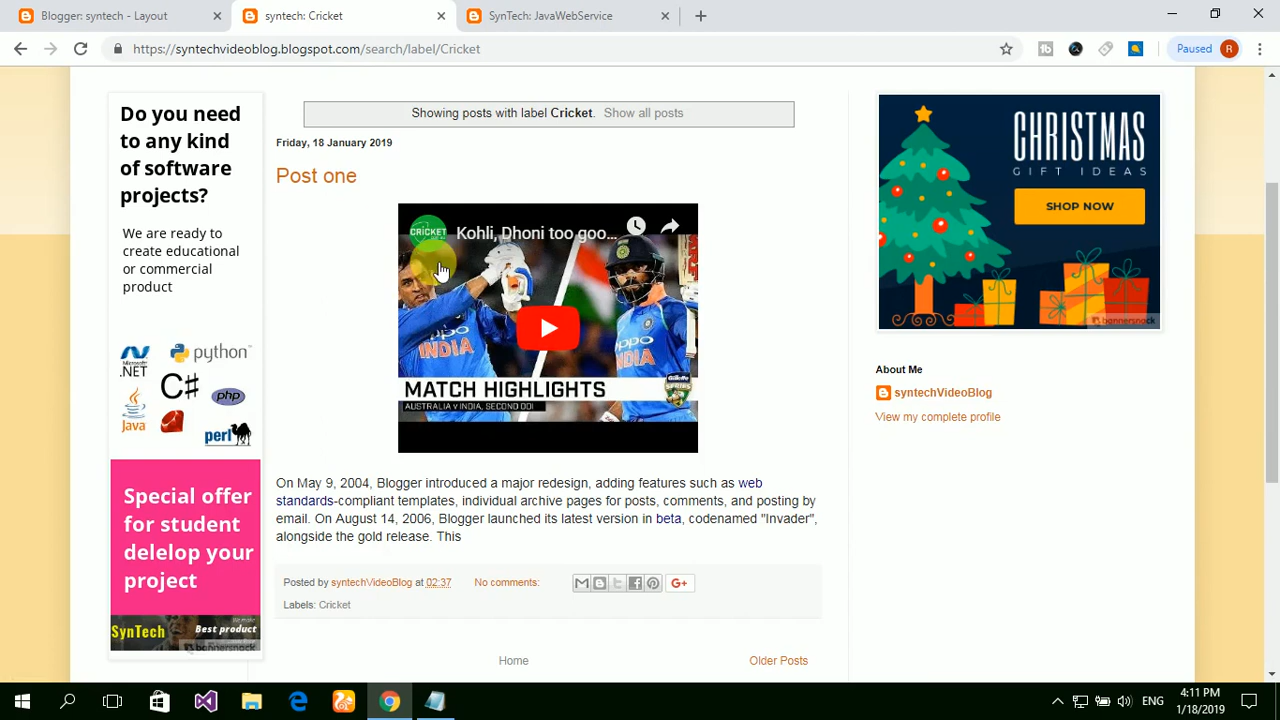 Blogger: syntech - Layout
syntech: Cricket
SynTech: JavaWebService
https://syntechvideoblog.blogspot.com/search/label/Cricket
Paused
R
Do you need
to any kind
of software
projects?
We are ready to
create educational
or commercial
product
Microsoft
.NET
python
C#
php
Java
perl
Special offer
for student
delelop your
project
SynTech
Best product
bannersnack
Showing posts with label Cricket. Show all posts
Friday, 18 January 2019
Post one
CRICKET
Kohli, Dhoni too goo...
oppo
INDIA
oppo
INDIA
MATCH HIGHLIGHTS
AUSTRALIA V INDIA, SECOND ODI
Gillette
On May 9, 2004, Blogger introduced a major redesign, adding features such as web
standards-compliant templates, individual archive pages for posts, comments, and posting by
email. On August 14, 2006, Blogger launched its latest version in beta, codenamed "Invader",
alongside the gold release. This
Posted by syntechVideoBlog at 02:37
No comments:
G+
Labels: Cricket
Home
Older Posts
CHRISTMAS
GIFT IDEAS
SHOP NOW
bannersnack
About Me
syntechVideoBlog
View my complete profile
ENG
4:11 PM
1/18/2019